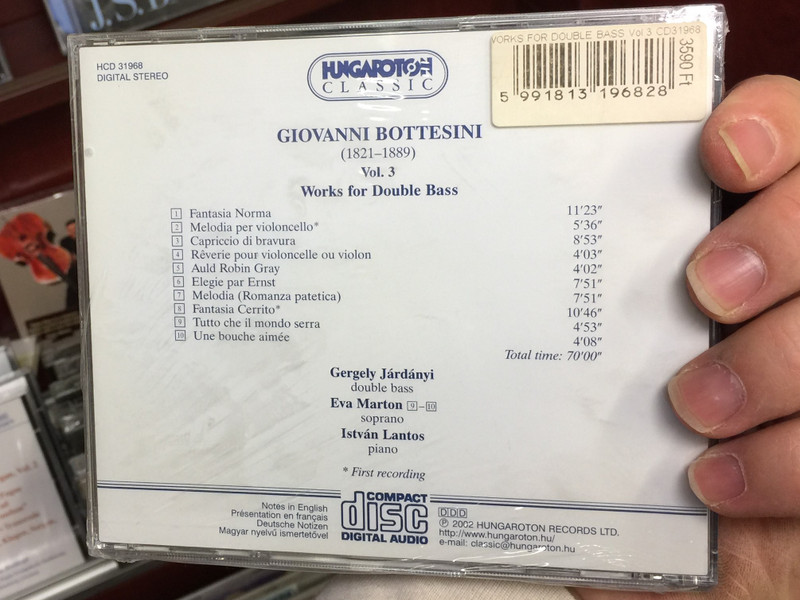 J.S.
HCD 31968
DIGITAL STEREO
HUNGAROTON
CLASSIC
WORKS FOR DOUBLE BASS Vol 3 CD31968
5 991813 196828
3590 Ft
GIOVANNI BOTTESINI
(1821–1889)
Vol. 3
Works for Double Bass
1 Fantasia Norma 11'23"
2 Melodia per violoncello* 5'36"
3 Capriccio di bravura 8'53"
4 Rêverie pour violoncelle ou violon 4'03"
5 Auld Robin Gray 4'02"
6 Elegie par Ernst 7'51"
7 Melodia (Romanza patetica) 7'51"
8 Fantasia Cerrito* 10'46"
9 Tutto che il mondo serra 4'53"
10 Une bouche aimée 4'08"
Total time: 70'00"
Gergely Járdányi
double bass
Eva Marton 9–10
soprano
István Lantos
piano
* First recording
Notes in English
Présentation en français
Deutsche Notizen
Magyar nyelvű ismertetővel
COMPACT
disc
DIGITAL AUDIO
DDD
℗ 2002 HUNGAROTON RECORDS LTD.
http://www.hungaroton.hu/
e-mail: classic@hungaroton.hu